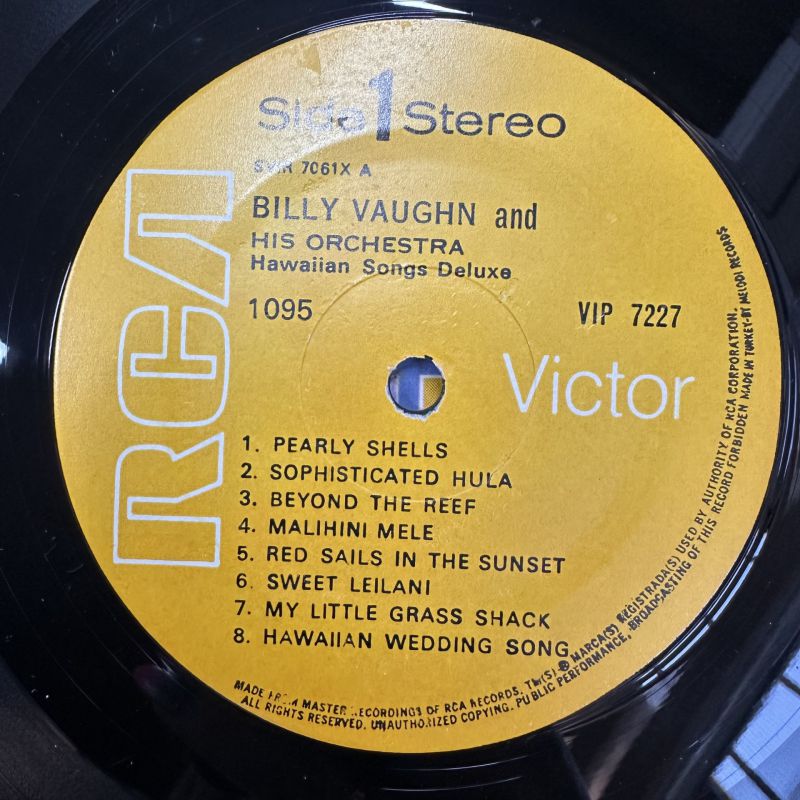 Side 1 Stereo
7061X A
BILLY VAUGHN and
HIS ORCHESTRA
Hawaiian Songs Deluxe
1095
VIP 7227
RCA
Victor
1. PEARLY SHELLS
2. SOPHISTICATED HULA
3. BEYOND THE REEF
4. MALIHINI MELE
5. RED SAILS IN THE SUNSET
6. SWEET LEILANI
7. MY LITTLE GRASS SHACK
8. HAWAIIAN WEDDING SONG
MADE FROM MASTER RECORDINGS OF RCA RECORDS. TM(S) ® MARCA(S) REGISTRADA(S) USED BY AUTHORITY OF RCA CORPORATION.
ALL RIGHTS RESERVED. UNAUTHORIZED COPYING. PUBLIC PERFORMANCE, BROADCASTING OF THIS RECORD FORBIDDEN MADE IN TURKEY-BY MELODI RECORDS